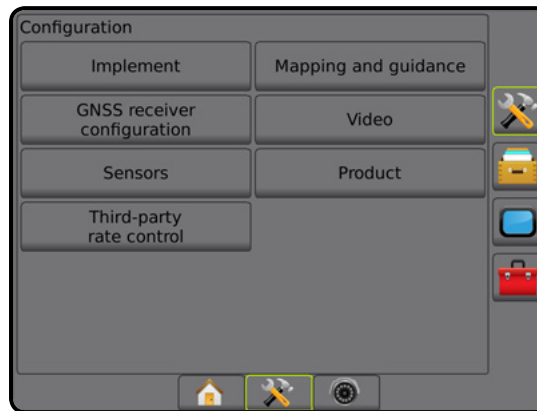 Configuration
Implement
Mapping and guidance
GNSS receiver
configuration
Video
Sensors
Product
Third-party
rate control